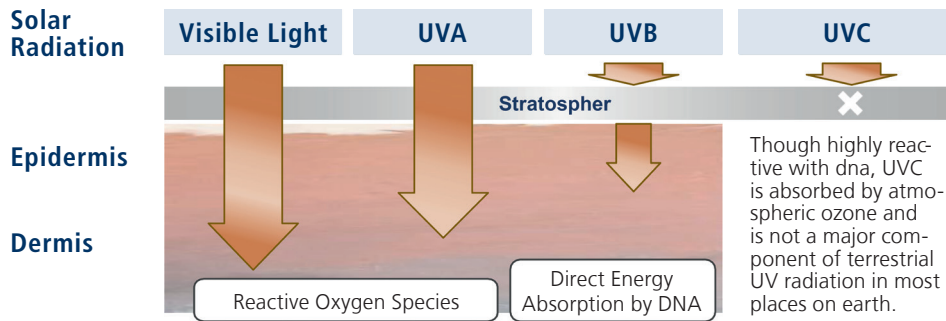 Solar
Radiation
Visible Light
UVA
UVB
UVC
Stratospher
Epidermis
Dermis
Reactive Oxygen Species
Direct Energy
Absorption by DNA
Though highly reac-
tive with dna, UVC
is absorbed by atmo-
spheric ozone and
is not a major com-
ponent of terrestrial
UV radiation in most
places on earth.